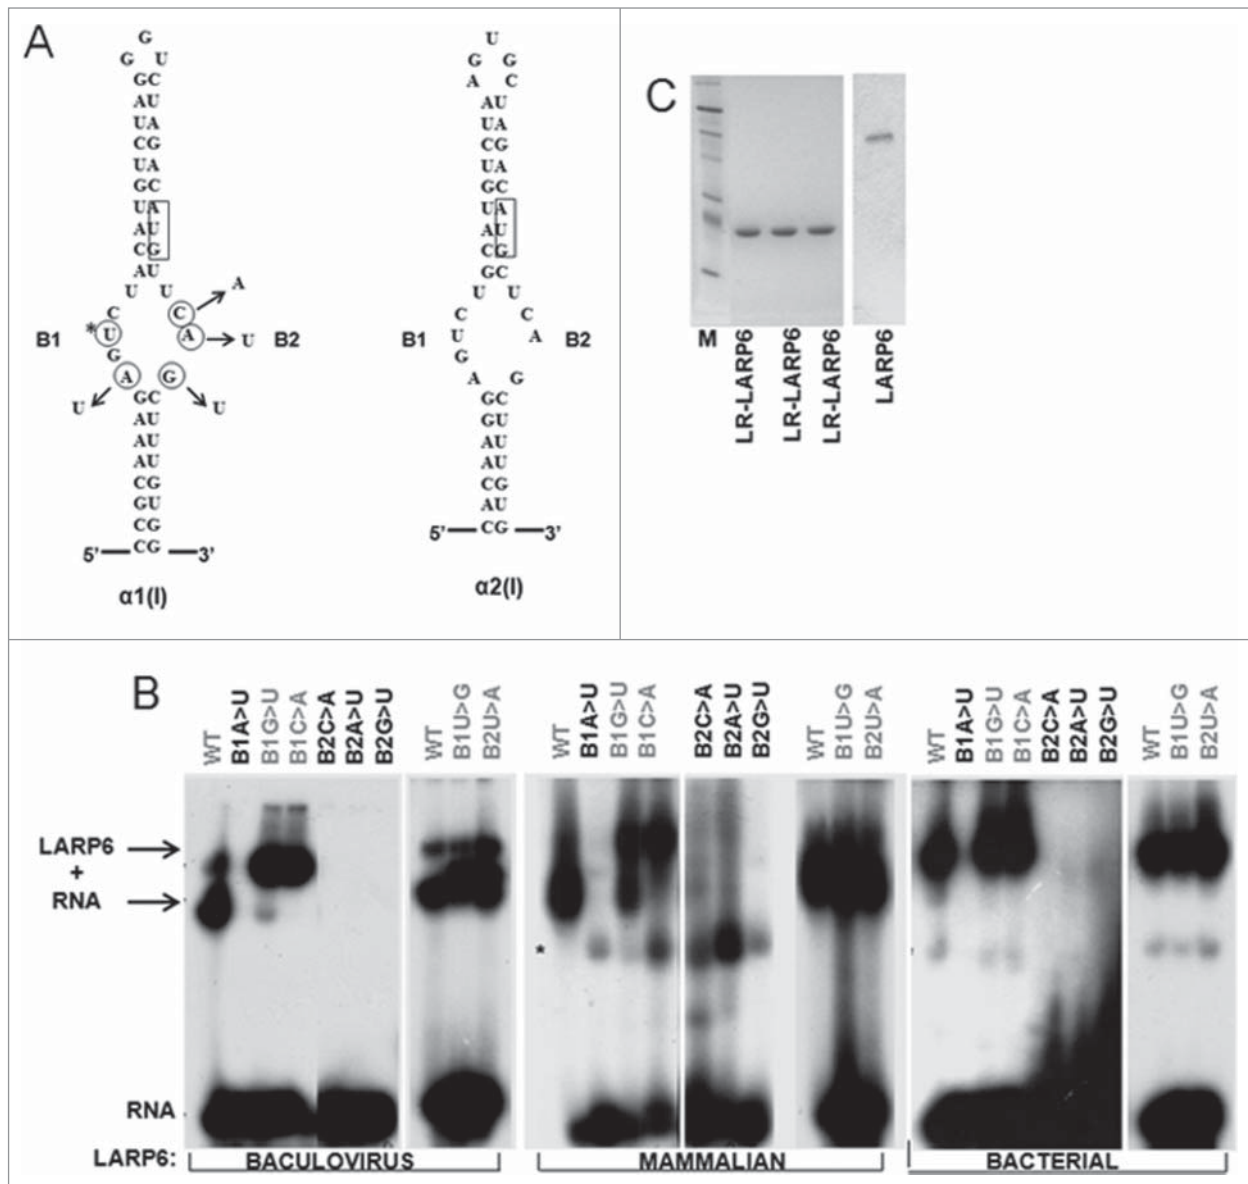 A
G
G U
GC
AU
UA
CG
UA
GC
UA
AU
CG
AU
U U
C C A
B1 *U A U B2
G
A G
U U
GC
AU
AU
AU
CG
GU
CG
5' CG 3'
α1(I)
U
G G
A C
AU
UA
CG
UA
GC
UA
AU
CG
GC
U U
C C
B1 U A B2
G
A G
GC
GU
AU
AU
CG
AU
5' CG 3'
α2(I)
C
M LR-LARP6 LR-LARP6 LR-LARP6 LARP6
B
WT B1A>U B1G>U B1C>A B2C>A B2A>U B2G>U WT B1U>G B2U>A WT B1A>U B1G>U B1C>A B2C>A B2A>U B2G>U WT B1U>G B2U>A WT B1A>U B1G>U B1C>A B2C>A B2A>U B2G>U WT B1U>G B2U>A
LARP6
+
RNA
*
RNA
LARP6: BACULOVIRUS MAMMALIAN BACTERIAL